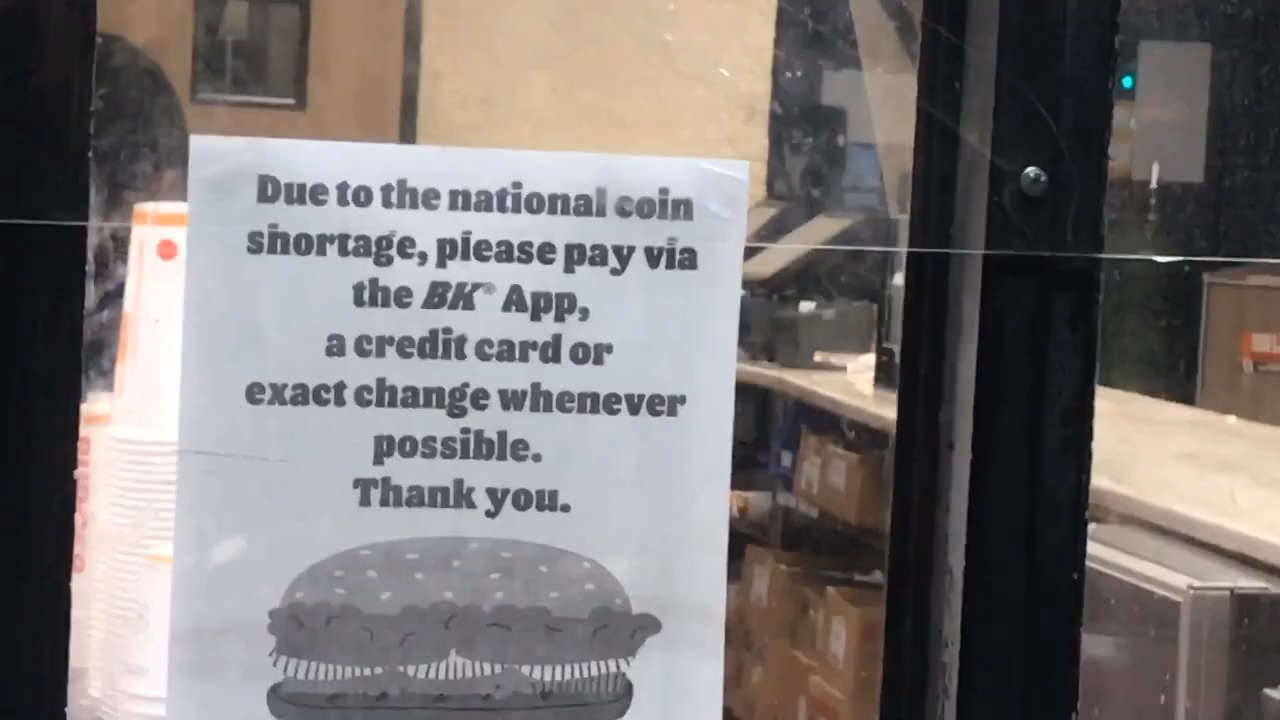 Due to the national coin
shortage, please pay via
the BK® App,
a credit card or
exact change whenever
possible.
Thank you.